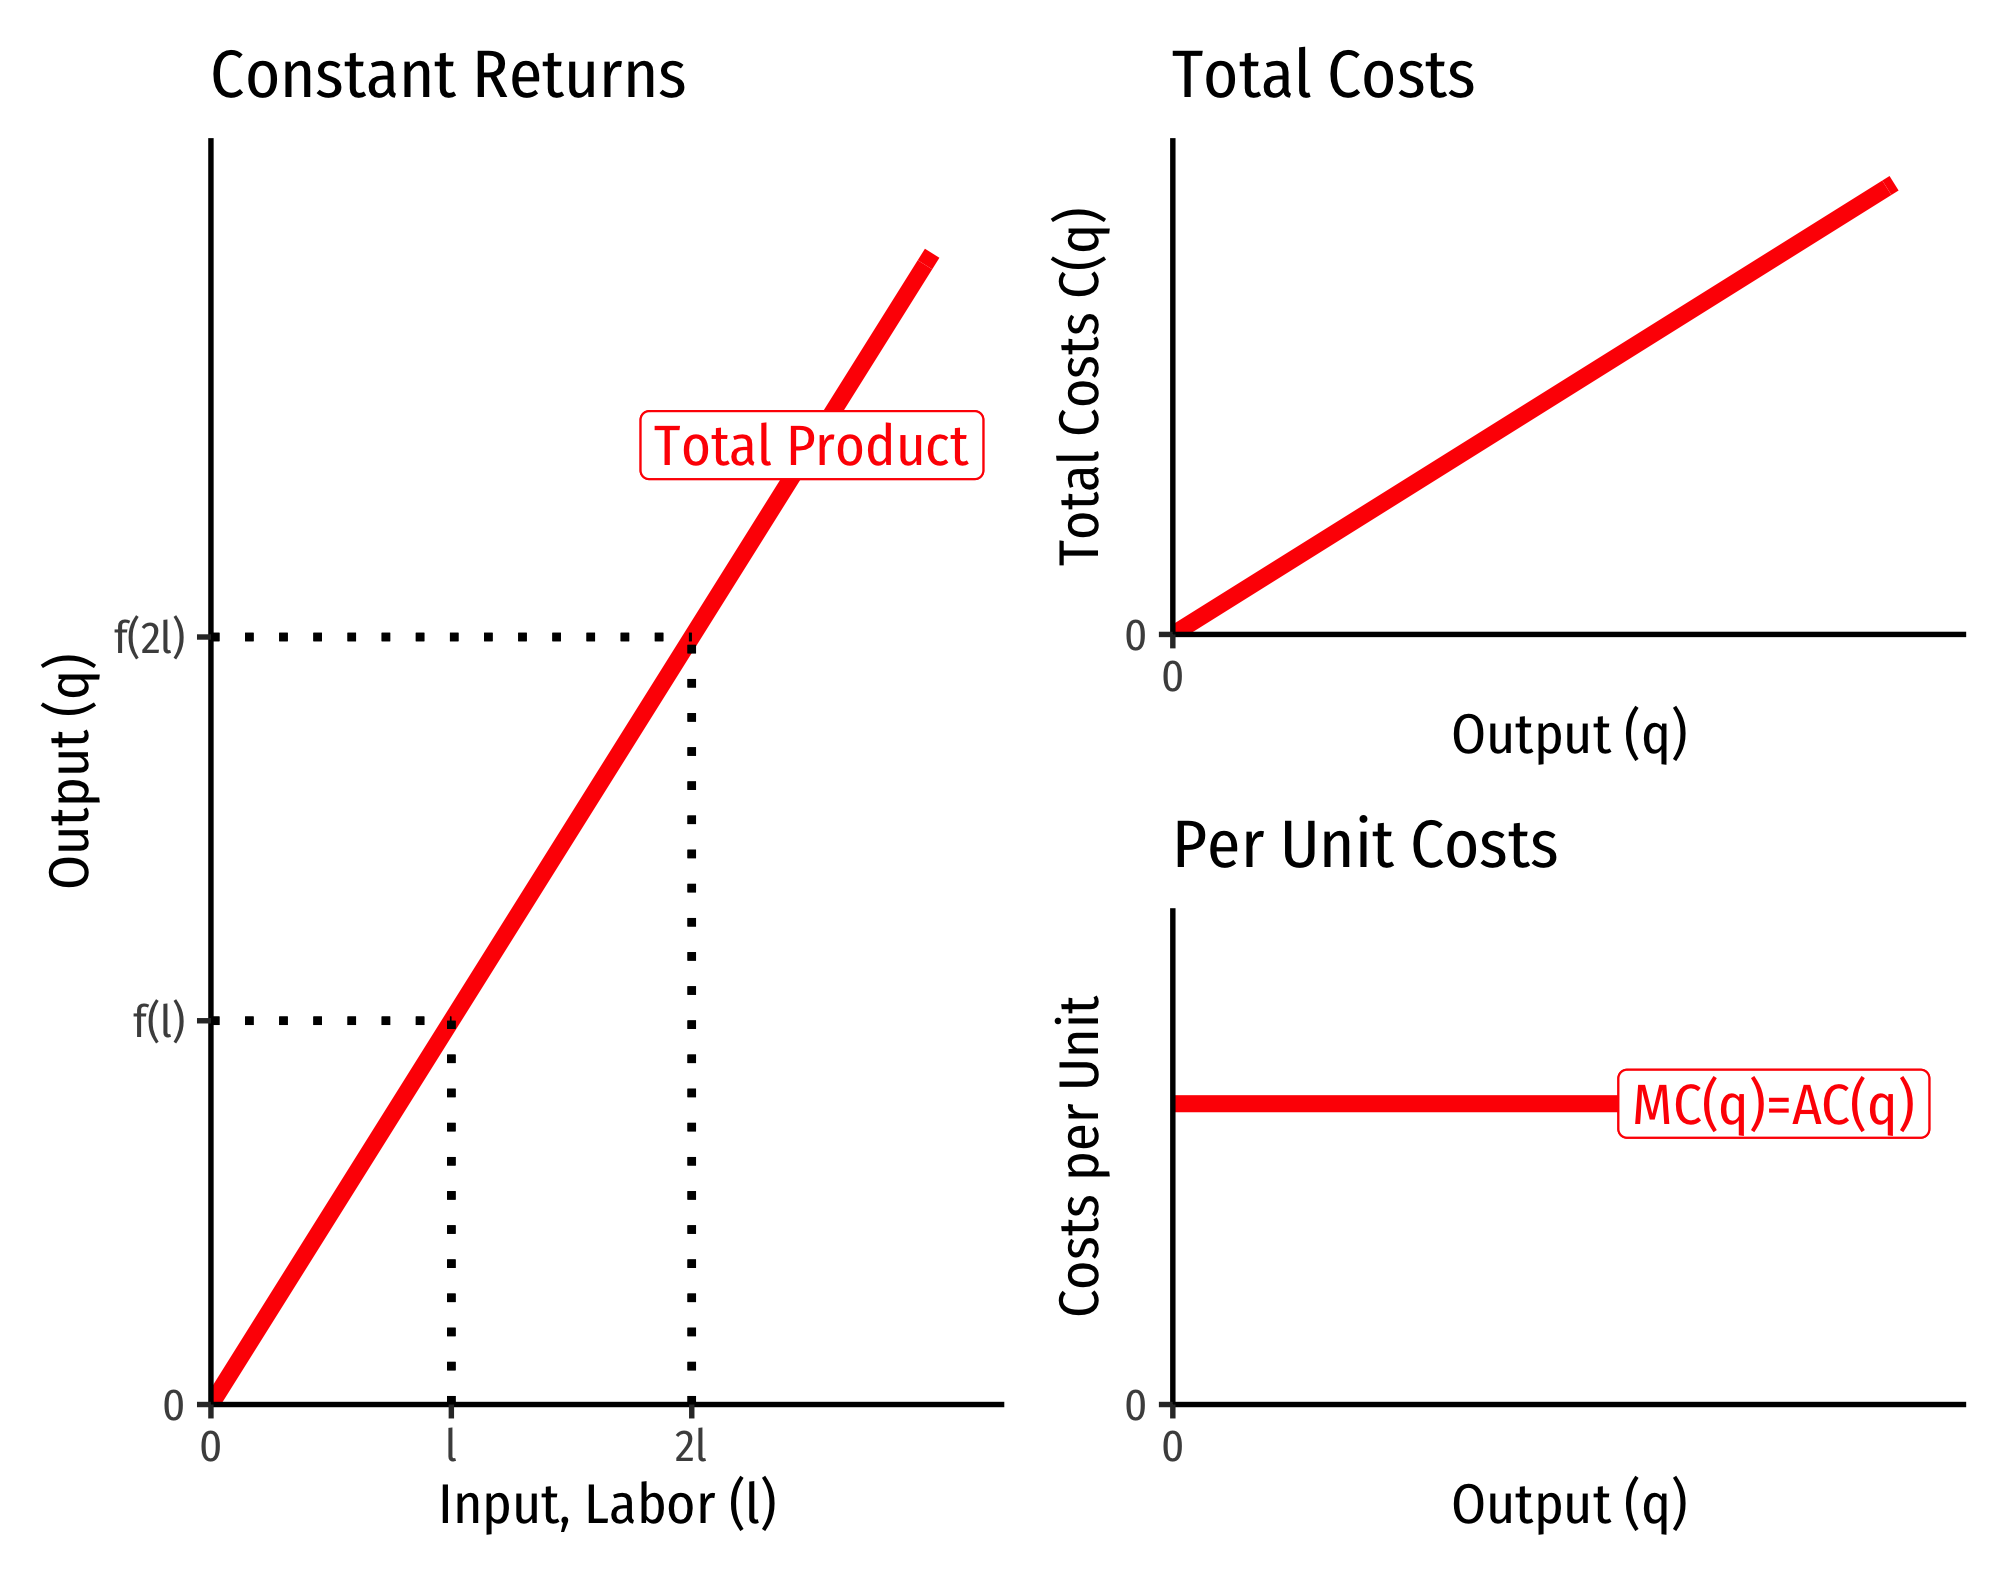 Constant Returns
Output (q)
f(2l)
f(l)
0
0
l
2l
Input, Labor (l)
Total Product
Total Costs
Total Costs C(q)
0
0
Output (q)
Per Unit Costs
Costs per Unit
MC(q)=AC(q)
0
0
Output (q)